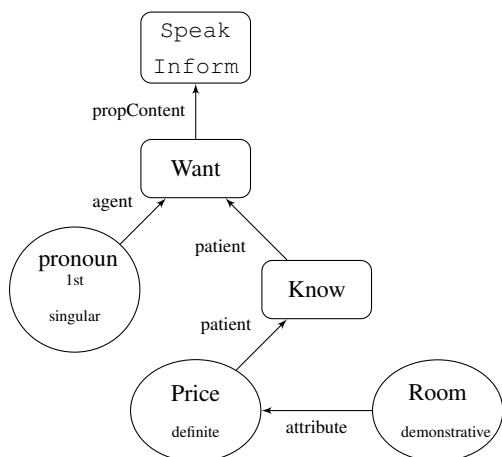 Speak
Inform
propContent
Want
agent
patient
pronoun
1st
singular
Know
patient
Price
definite
attribute
Room
demonstrative